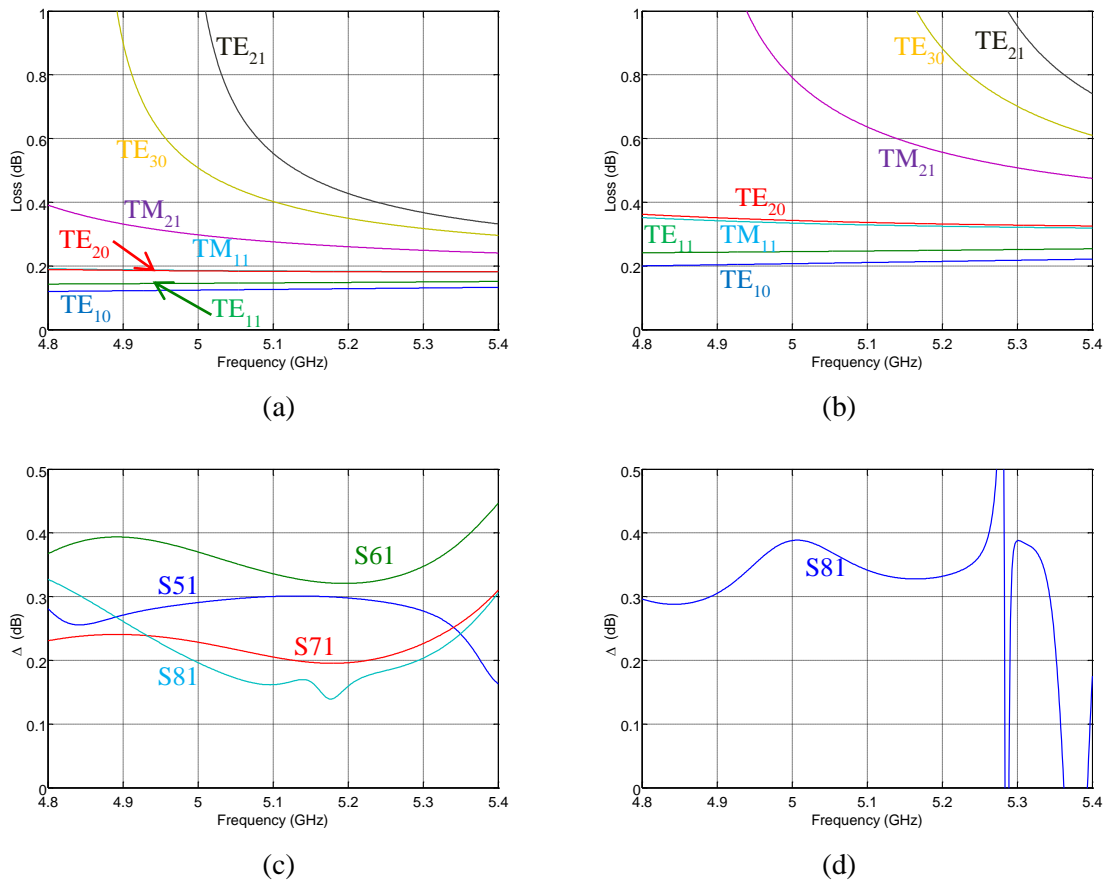 1
0.8
0.6
0.4
0.2
0
Loss (dB)
TE21
TE30
TM21
TE20
TM11
TE10
TE11
4.8 4.9 5 5.1 5.2 5.3 5.4
Frequency (GHz)
(a)
1
0.8
0.6
0.4
0.2
0
Loss (dB)
TE30
TE21
TM21
TE20
TE11
TM11
TE10
4.8 4.9 5 5.1 5.2 5.3 5.4
Frequency (GHz)
(b)
0.5
0.4
0.3
0.2
0.1
0
Δ (dB)
S61
S51
S71
S81
4.8 4.9 5 5.1 5.2 5.3 5.4
Frequency (GHz)
(c)
0.5
0.4
0.3
0.2
0.1
0
Δ (dB)
S81
4.8 4.9 5 5.1 5.2 5.3 5.4
Frequency (GHz)
(d)